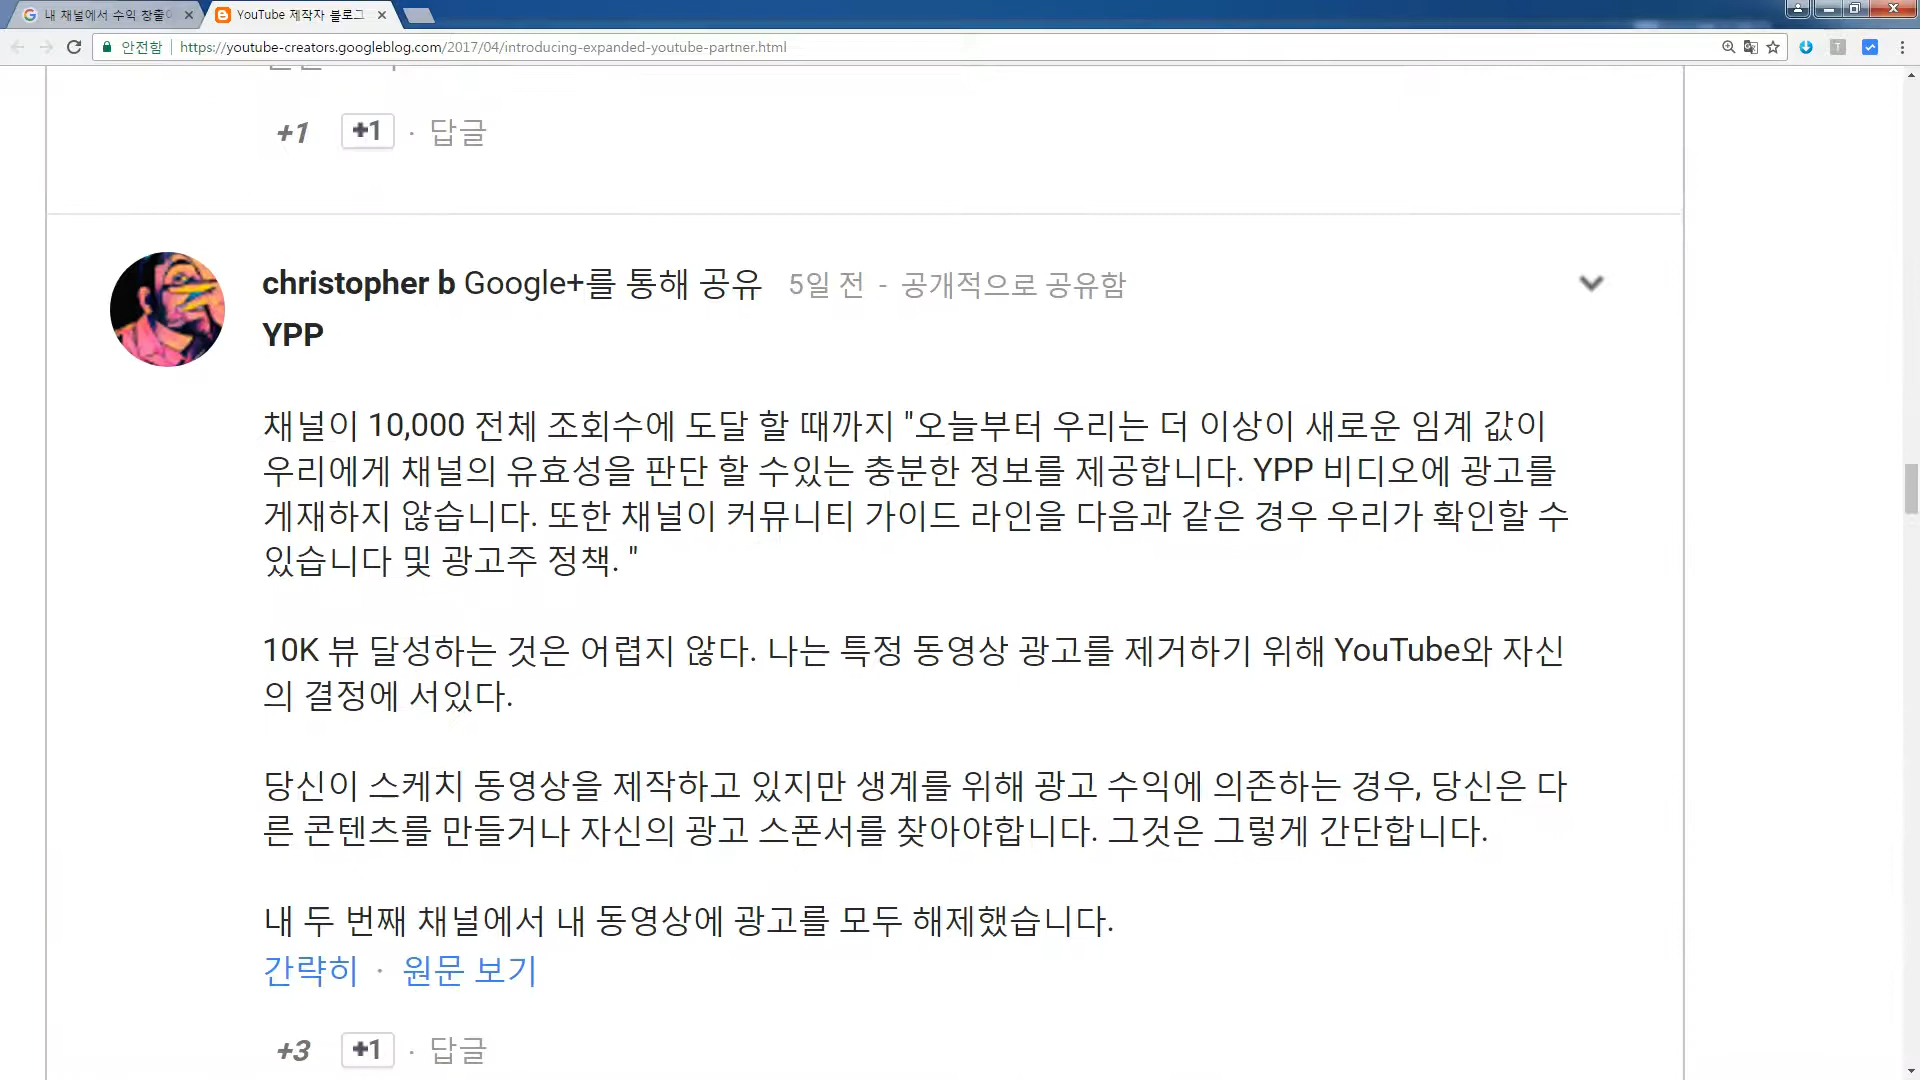 내 채널에서 수익 창출
YouTube 제작자 블로그
안전함
https://youtube-creators.googleblog.com/2017/04/introducing-expanded-youtube-partner.html
+1 +1 · 답글
christopher b Google+를 통해 공유 5일 전 - 공개적으로 공유함
YPP
채널이 10,000 전체 조회수에 도달 할 때까지 "오늘부터 우리는 더 이상이 새로운 임계 값이
우리에게 채널의 유효성을 판단 할 수있는 충분한 정보를 제공합니다. YPP 비디오에 광고를
게재하지 않습니다. 또한 채널이 커뮤니티 가이드 라인을 다음과 같은 경우 우리가 확인할 수
있습니다 및 광고주 정책. "
10K 뷰 달성하는 것은 어렵지 않다. 나는 특정 동영상 광고를 제거하기 위해 YouTube와 자신
의 결정에 서있다.
당신이 스케치 동영상을 제작하고 있지만 생계를 위해 광고 수익에 의존하는 경우, 당신은 다
른 콘텐츠를 만들거나 자신의 광고 스폰서를 찾아야합니다. 그것은 그렇게 간단합니다.
내 두 번째 채널에서 내 동영상에 광고를 모두 해제했습니다.
간략히 · 원문 보기
+3 +1 · 답글